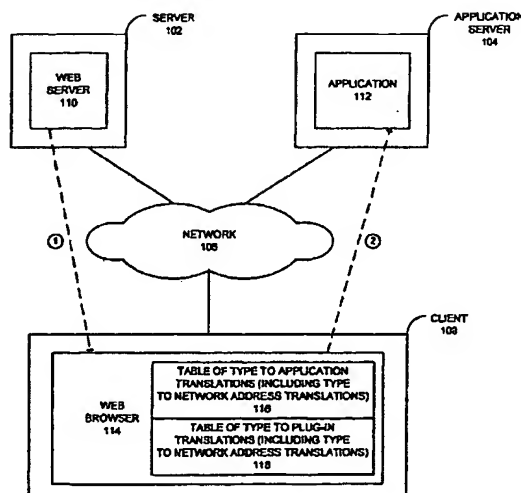 SERVER
102
APPLICATION
SERVER
104
WEB
SERVER
110
APPLICATION
112
①
②
NETWORK
106
CLIENT
108
WEB
BROWSER
114
TABLE OF TYPE TO APPLICATION
TRANSLATIONS (INCLUDING TYPE
TO NETWORK ADDRESS TRANSLATIONS)
116
TABLE OF TYPE TO PLUG-IN
TRANSLATIONS (INCLUDING TYPE
TO NETWORK ADDRESS TRANSLATIONS)
118